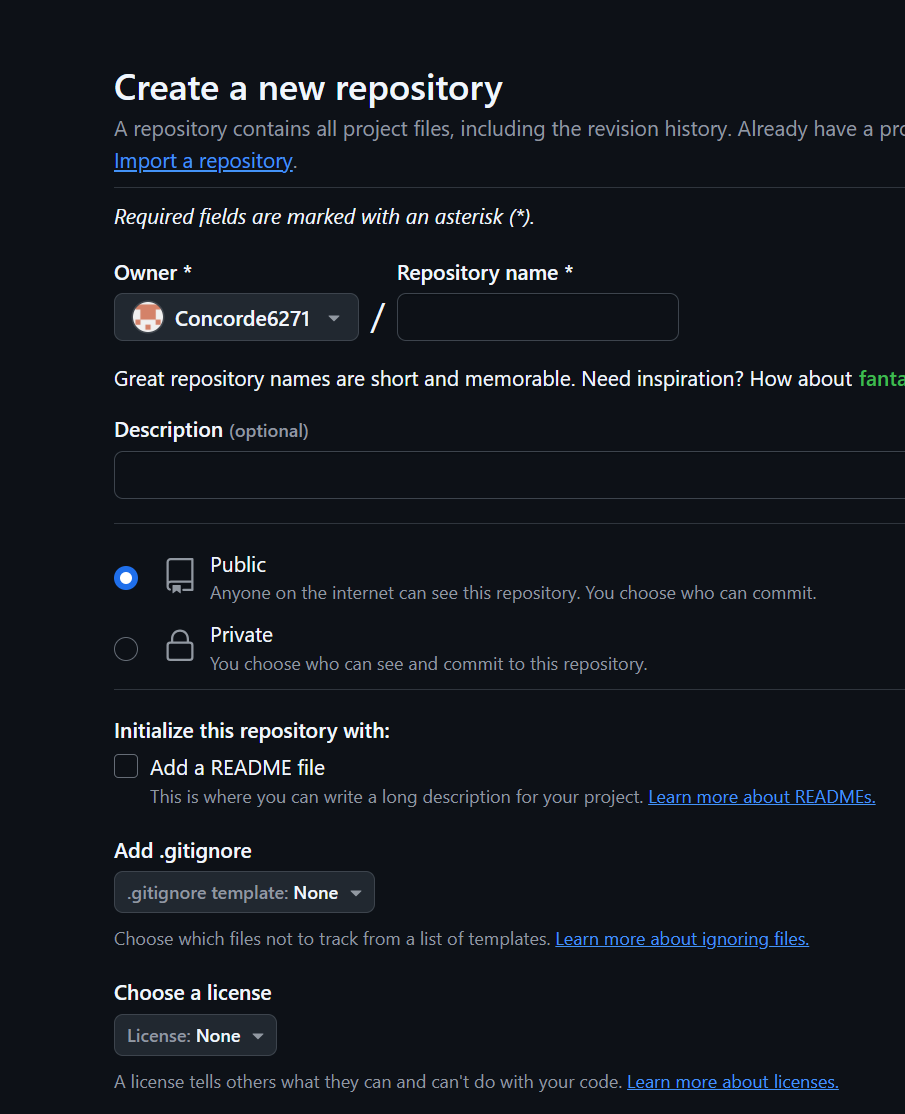 Create a new repository
A repository contains all project files, including the revision history. Already have a
Import a repository.
Required fields are marked with an asterisk (*).
Owner *
Repository name *
Concorde6271
/
Great repository names are short and memorable. Need inspiration? How about
Description (optional)
Public
Anyone on the internet can see this repository. You choose who can commit.
Private
You choose who can see and commit to this repository.
Initialize this repository with:
Add a README file
This is where you can write a long description for your project. Learn more about READMEs.
Add .gitignore
.gitignore template: None
Choose which files not to track from a list of templates. Learn more about ignoring files.
Choose a license
License: None
A license tells others what they can and can't do with your code. Learn more about licenses.